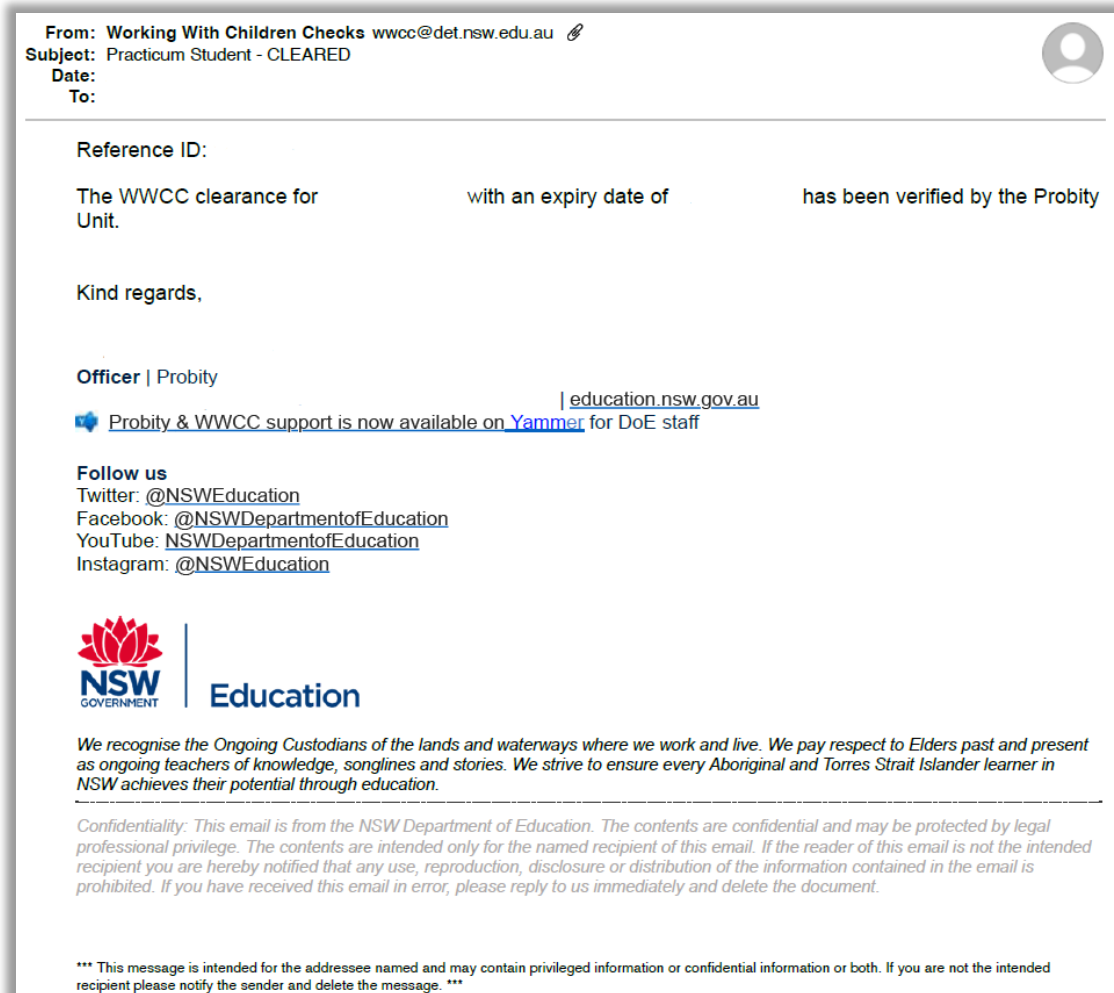 From: Working With Children Checks wwcc@det.nsw.edu.au
Subject: Practicum Student - CLEARED
Date:
To:
Reference ID:
The WWCC clearance for with an expiry date of has been verified by the Probity
Unit.
Kind regards,
Officer | Probity
| education.nsw.gov.au
Probity & WWCC support is now available on Yammer for DoE staff
Follow us
Twitter: @NSWEducation
Facebook: @NSWDepartmentofEducation
YouTube: NSWDepartmentofEducation
Instagram: @NSWEducation
NSW
GOVERNMENT
Education
We recognise the Ongoing Custodians of the lands and waterways where we work and live. We pay respect to Elders past and present
as ongoing teachers of knowledge, songlines and stories. We strive to ensure every Aboriginal and Torres Strait Islander learner in
NSW achieves their potential through education.
Confidentiality: This email is from the NSW Department of Education. The contents are confidential and may be protected by legal
professional privilege. The contents are intended only for the named recipient of this email. If the reader of this email is not the intended
recipient you are hereby notified that any use, reproduction, disclosure or distribution of the information contained in the email is
prohibited. If you have received this email in error, please reply to us immediately and delete the document.
*** This message is intended for the addressee named and may contain privileged information or confidential information or both. If you are not the intended
recipient please notify the sender and delete the message. ***